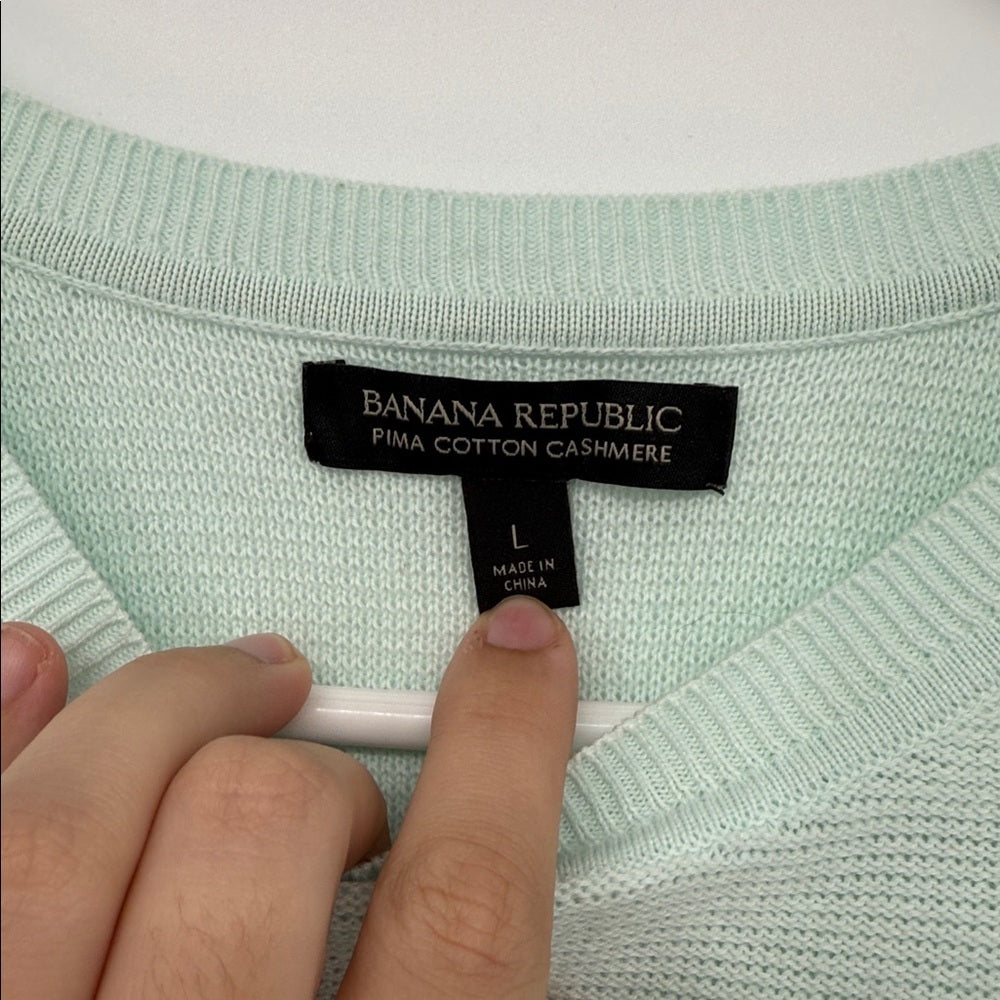 BANANA REPUBLIC
PIMA COTTON CASHMERE
L
MADE IN
CHINA